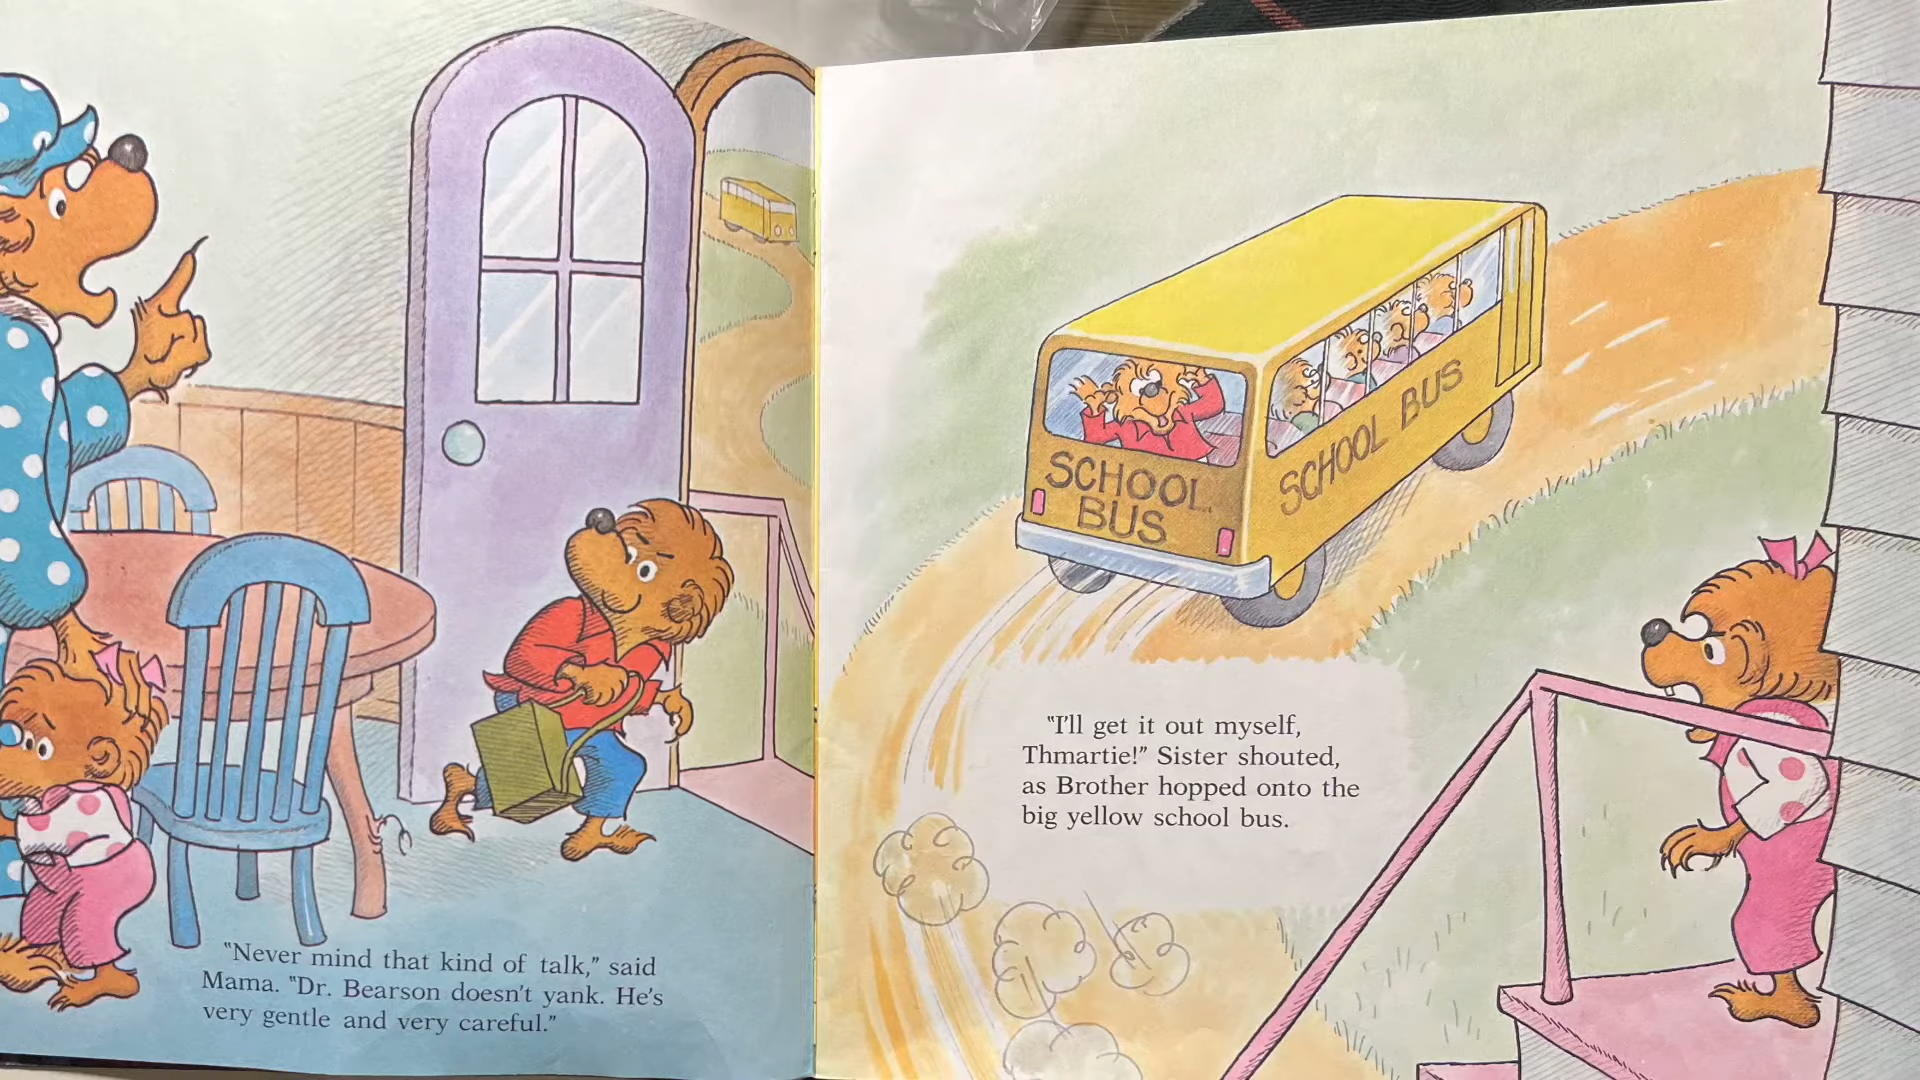 "Never mind that kind of talk," said
Mama. "Dr. Bearson doesn't yank. He's
very gentle and very careful."
SCHOOL
BUS
SCHOOL BUS
"I'll get it out myself,
Thmartie!" Sister shouted,
as Brother hopped onto the
big yellow school bus.